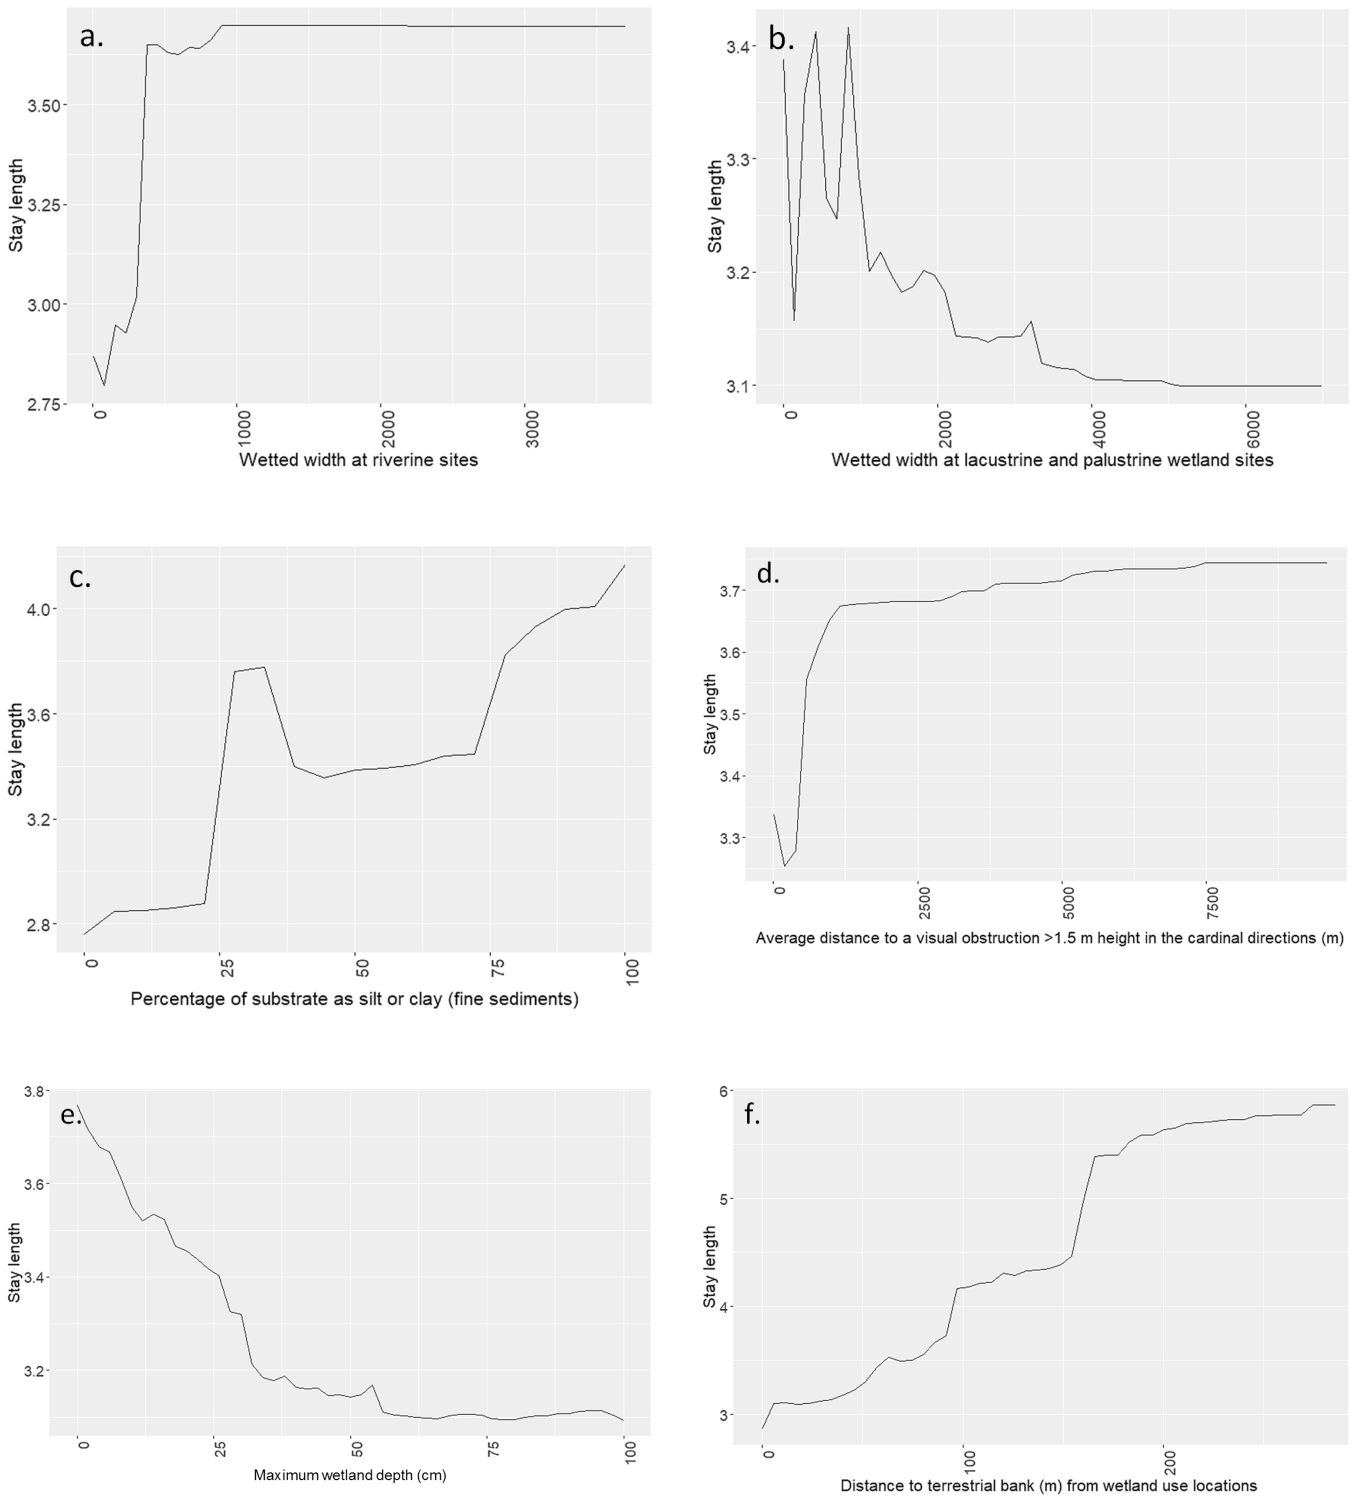 a.
Stay length
3.50
3.25
3.00
2.75
0
1000
2000
3000
Wetted width at riverine sites
b.
Stay length
3.4
3.3
3.2
3.1
0
2000
4000
6000
Wetted width at lacustrine and palustrine wetland sites
c.
Stay length
4.0
3.6
3.2
2.8
0
25
50
75
100
Percentage of substrate as silt or clay (fine sediments)
d.
Stay length
3.7
3.6
3.5
3.4
3.3
0
2500
5000
7500
Average distance to a visual obstruction >1.5 m height in the cardinal directions (m)
e.
Stay length
3.8
3.6
3.4
3.2
0
25
50
75
100
Maximum wetland depth (cm)
f.
Stay length
6
5
4
3
0
100
200
Distance to terrestrial bank (m) from wetland use locations